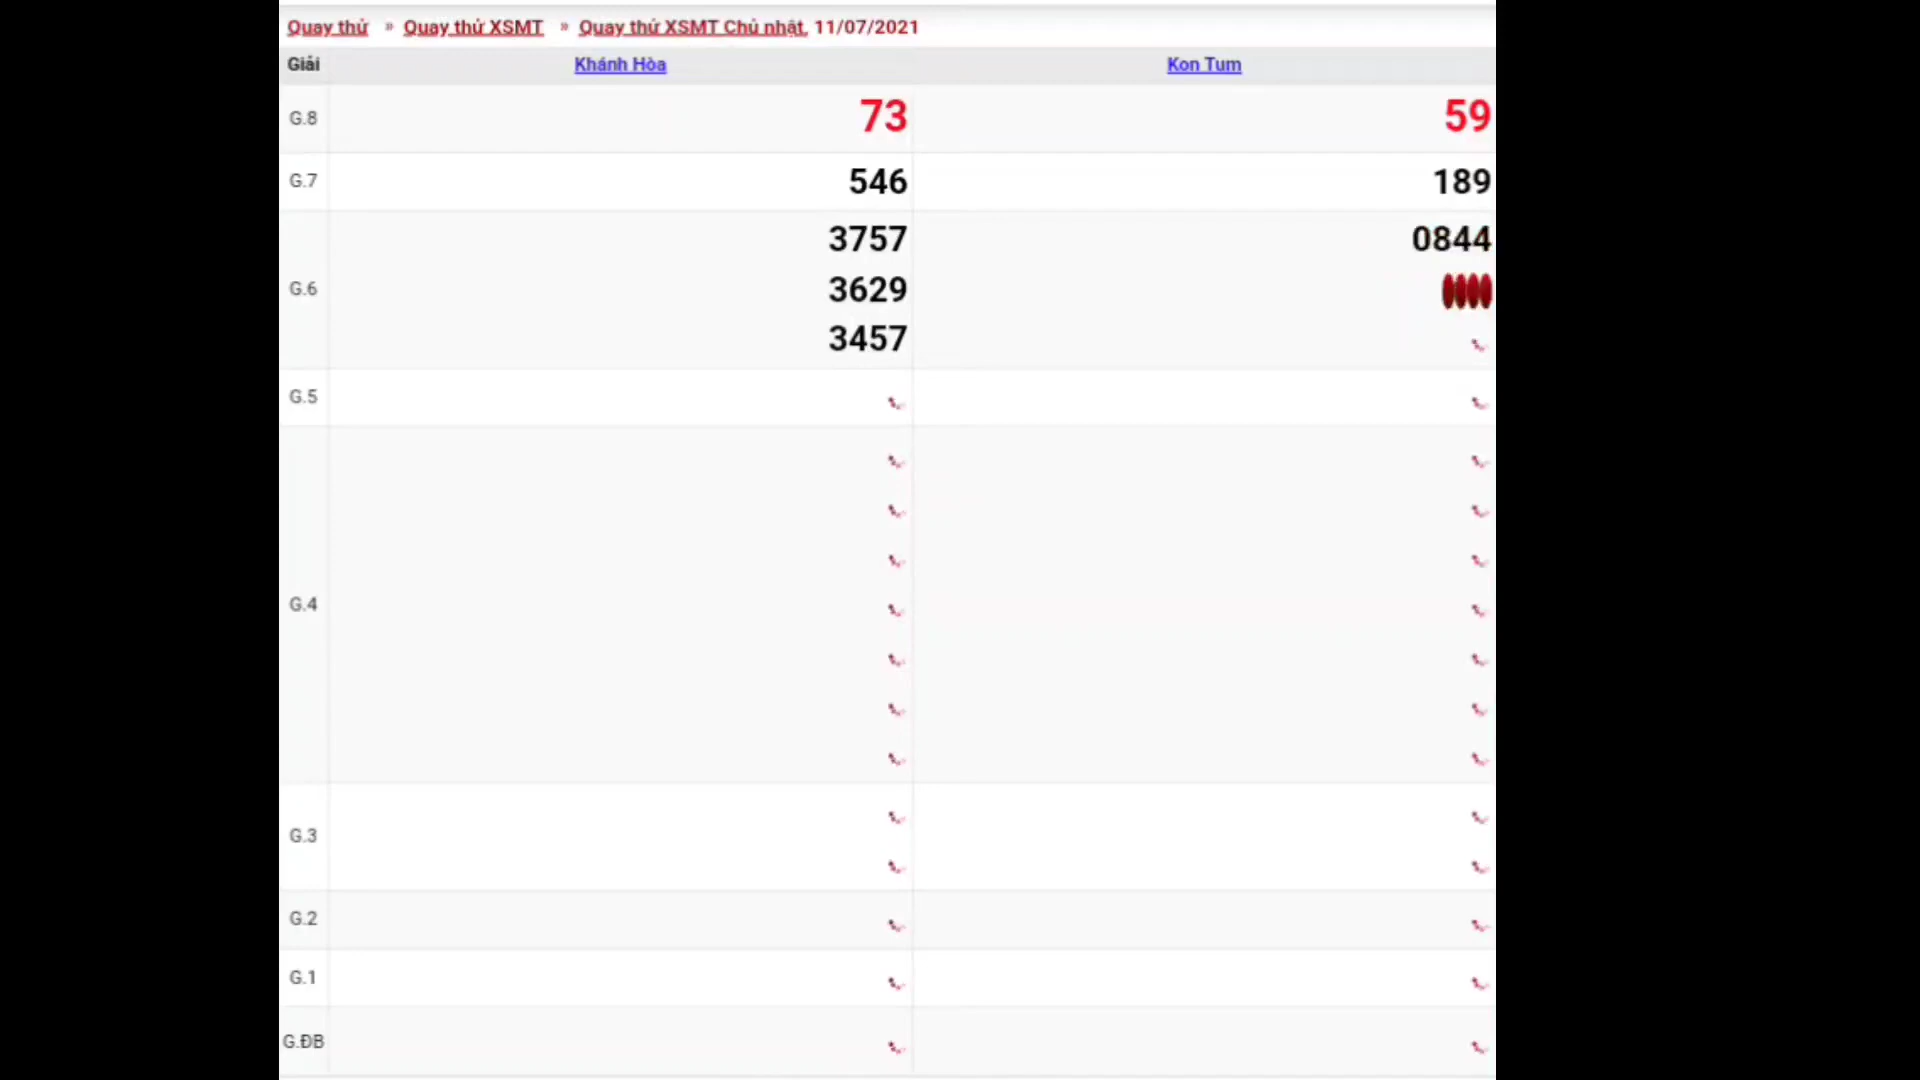 Quay thử » Quay thử XSMT » Quay thử XSMT Chủ nhật, 11/07/2021
Giải Khánh Hòa Kon Tum
G.8 73 59
G.7 546 189
3757 0844
G.6 3629
3457
G.5
G.4
G.3
G.2
G.1
G.ĐB